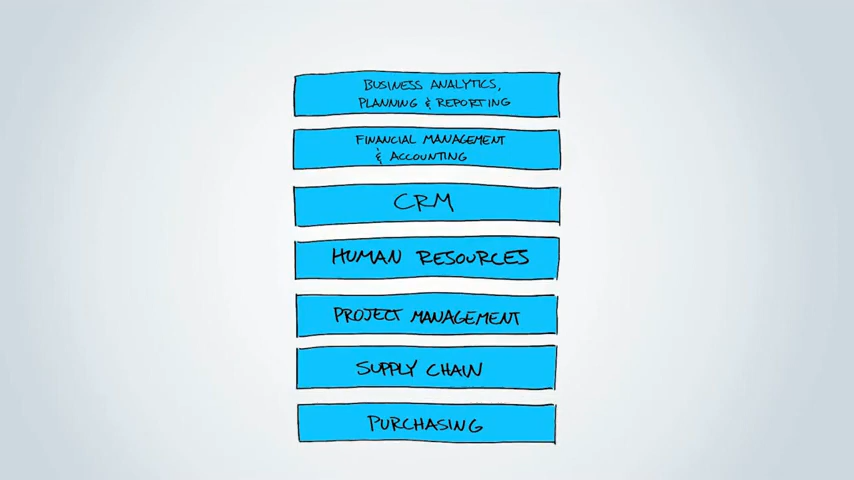 BUSINESS ANALYTICS,
PLANNING & REPORTING
FINANCIAL MANAGEMENT
& ACCOUNTING
CRM
HUMAN RESOURCES
PROJECT MANAGEMENT
SUPPLY CHAIN
PURCHASING